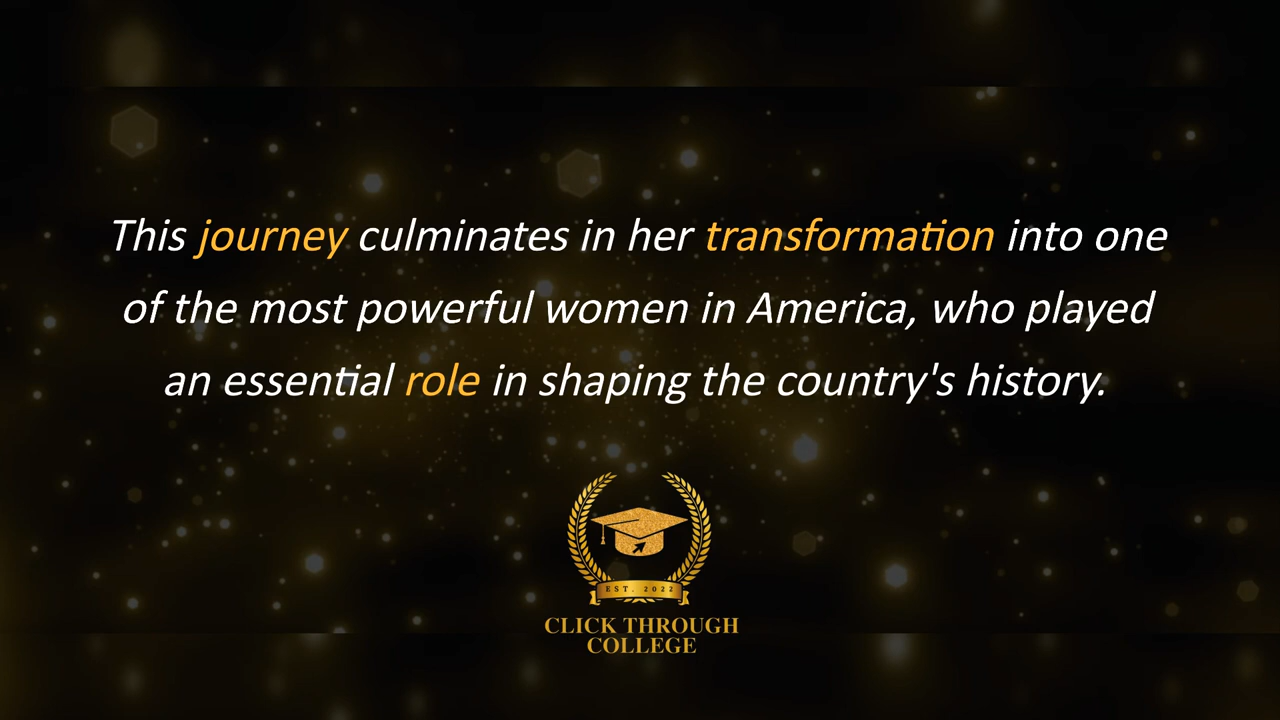 This journey culminates in her transformation into one
of the most powerful women in America, who played
an essential role in shaping the country's history.
EST. 2022
CLICK THROUGH
COLLEGE